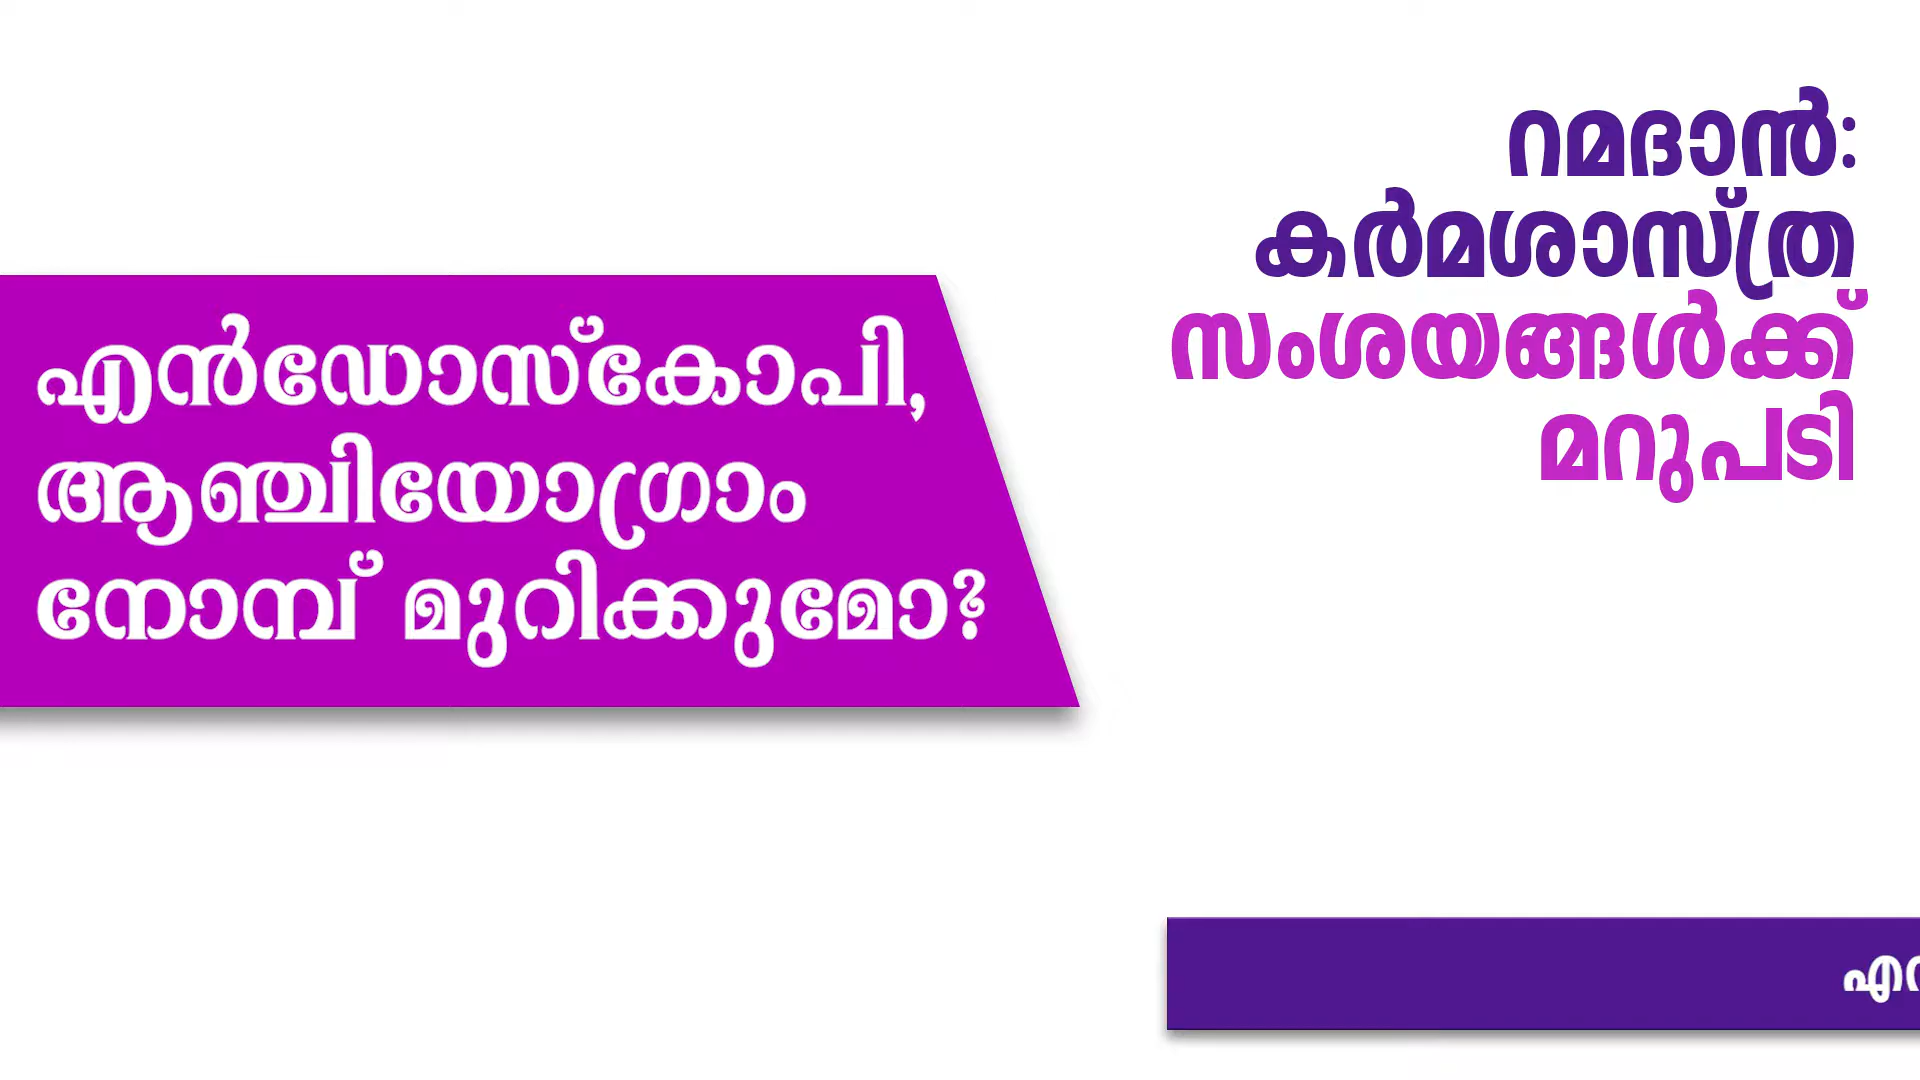 റമദാൻ:
കർമശാസ്ത്ര
സംശയങ്ങൾക്ക്
മറുപടി
എൻഡോസ്കോപി,
ആഞ്ചിയോഗ്രാം
നോമ്പ് മുറിക്കുമോ?